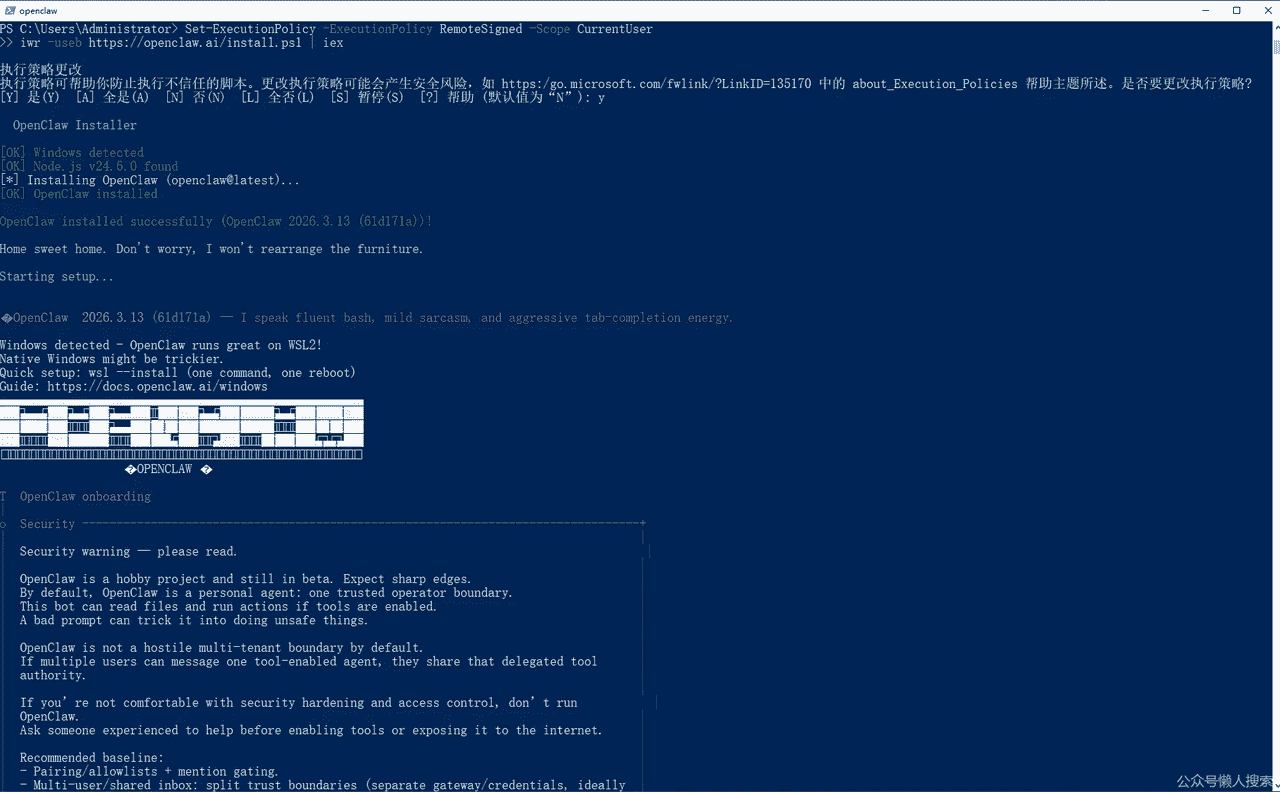 openclaw
PS C:\Users\Administrator> Set-ExecutionPolicy -ExecutionPolicy RemoteSigned -Scope CurrentUser
>> iwr -useb https://openclaw.ai/install.ps1 | iex
执行策略更改
执行策略可帮助你防止执行不信任的脚本。更改执行策略可能会产生安全风险，如 https:/go.microsoft.com/fwlink/?LinkID=135170 中的 about_Execution_Policies 帮助主题所述。是否要更改执行策略?
[Y] 是(Y)  [A] 全是(A)  [N] 否(N)  [L] 全否(L)  [S] 暂停(S)  [?] 帮助 (默认值为“N”): y
OpenClaw Installer
[OK] Windows detected
[OK] Node.js v24.5.0 found
[*] Installing OpenClaw (openclaw@latest)...
[OK] OpenClaw installed
OpenClaw installed successfully (OpenClaw 2026.3.13 (61d171a))!
Home sweet home. Don't worry, I won't rearrange the furniture.
Starting setup...
�OpenClaw  2026.3.13 (61d171a) — I speak fluent bash, mild sarcasm, and aggressive tab-completion energy.
Windows detected - OpenClaw runs great on WSL2!
Native Windows might be trickier.
Quick setup: wsl --install (one command, one reboot)
Guide: https://docs.openclaw.ai/windows
�OPENCLAW �
T  OpenClaw onboarding
o  Security
Security warning — please read.
OpenClaw is a hobby project and still in beta. Expect sharp edges.
By default, OpenClaw is a personal agent: one trusted operator boundary.
This bot can read files and run actions if tools are enabled.
A bad prompt can trick it into doing unsafe things.
OpenClaw is not a hostile multi-tenant boundary by default.
If multiple users can message one tool-enabled agent, they share that delegated tool
authority.
If you’re not comfortable with security hardening and access control, don’t run
OpenClaw.
Ask someone experienced to help before enabling tools or exposing it to the internet.
Recommended baseline:
- Pairing/allowlists + mention gating.
- Multi-user/shared inbox: split trust boundaries (separate gateway/credentials, ideally
公众号懒人搜索